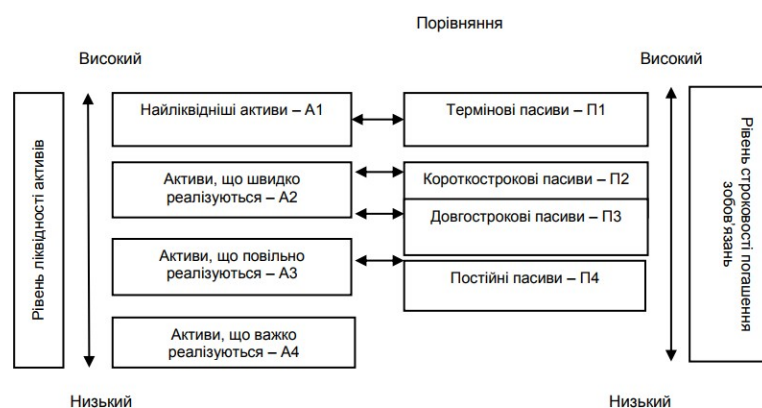 Порівняння
Високий
Високий
Рівень ліквідності активів
Найліквідніші активи – А1
Термінові пасиви – П1
Активи, що швидко
реалізуються – А2
Короткострокові пасиви – П2
Довгострокові пасиви – П3
Активи, що повільно
реалізуються – А3
Постійні пасиви – П4
Активи, що важко
реалізуються – А4
Рівень строковості погашення
зобов'язань
Низький
Низький